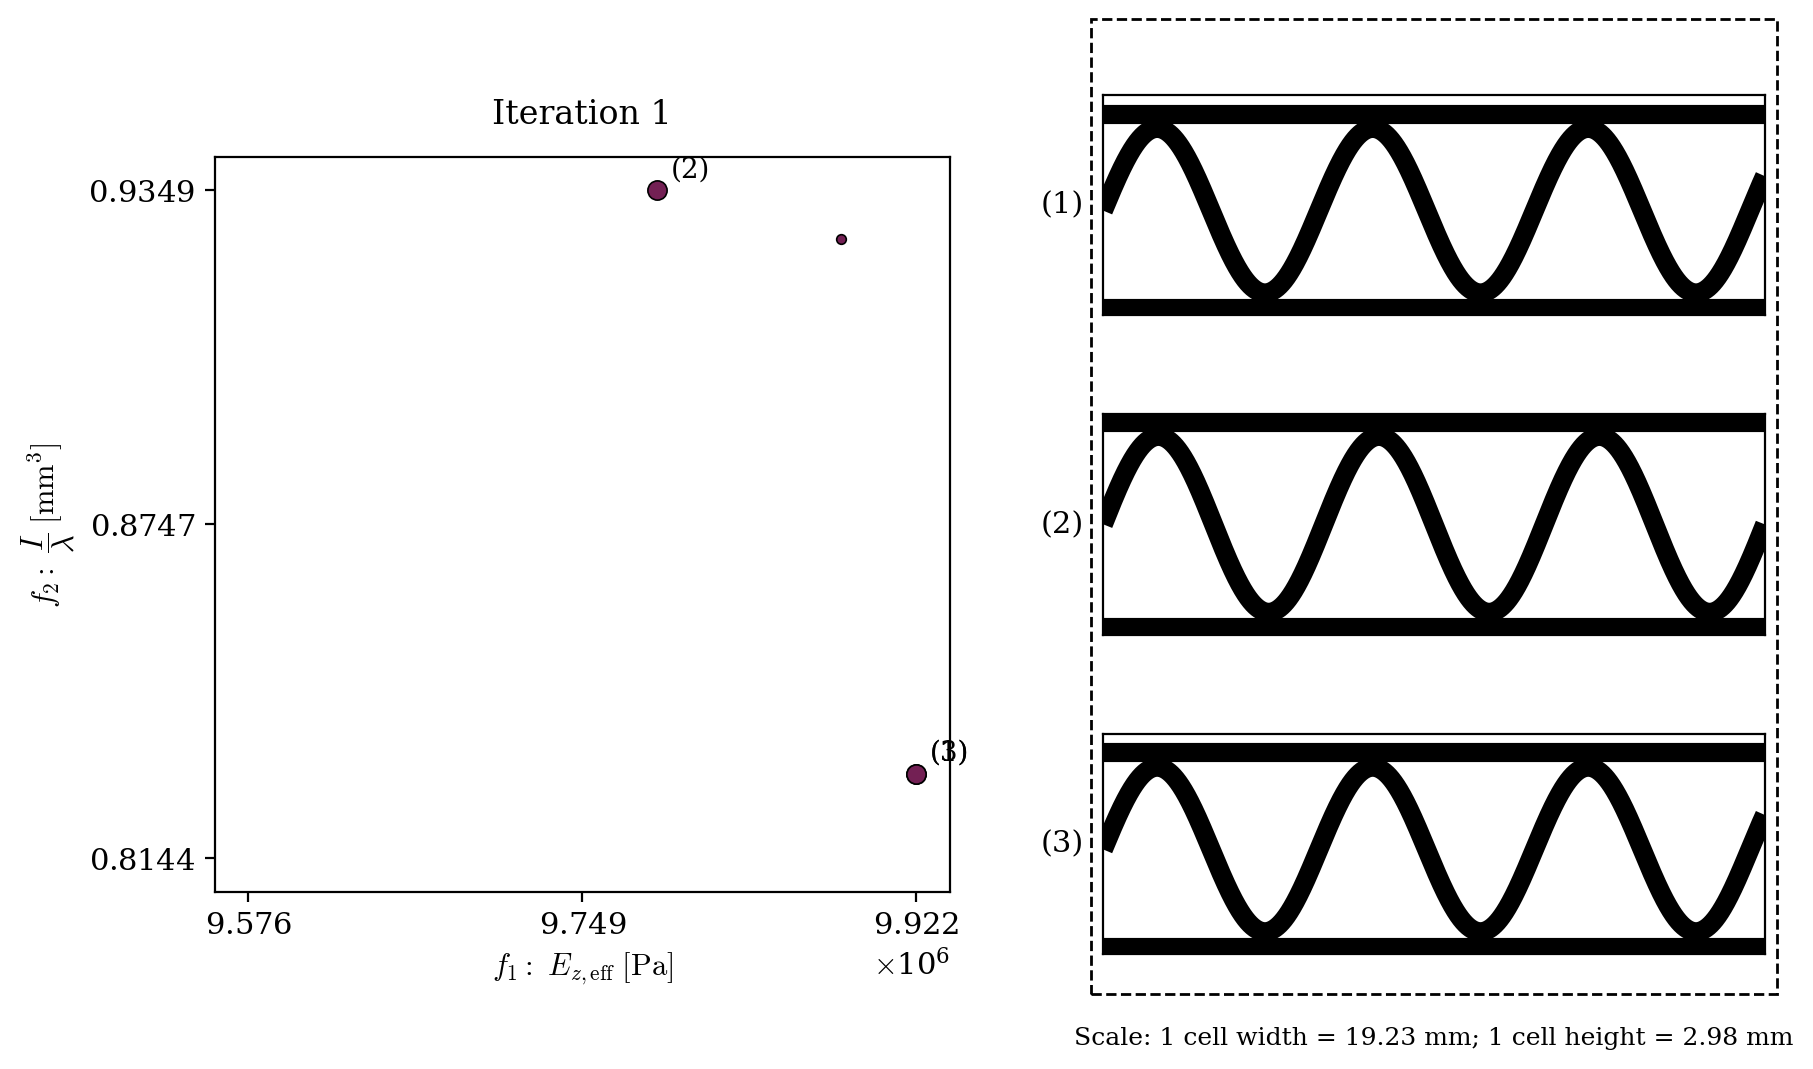 Iteration 1
(2)
(3)
0.9349
0.8747
0.8144
f₂ : I/λ [mm³]
9.576 9.749 9.922
f₁ : E_z,eff [Pa] ×10⁶
(1)
(2)
(3)
Scale: 1 cell width = 19.23 mm; 1 cell height = 2.98 mm